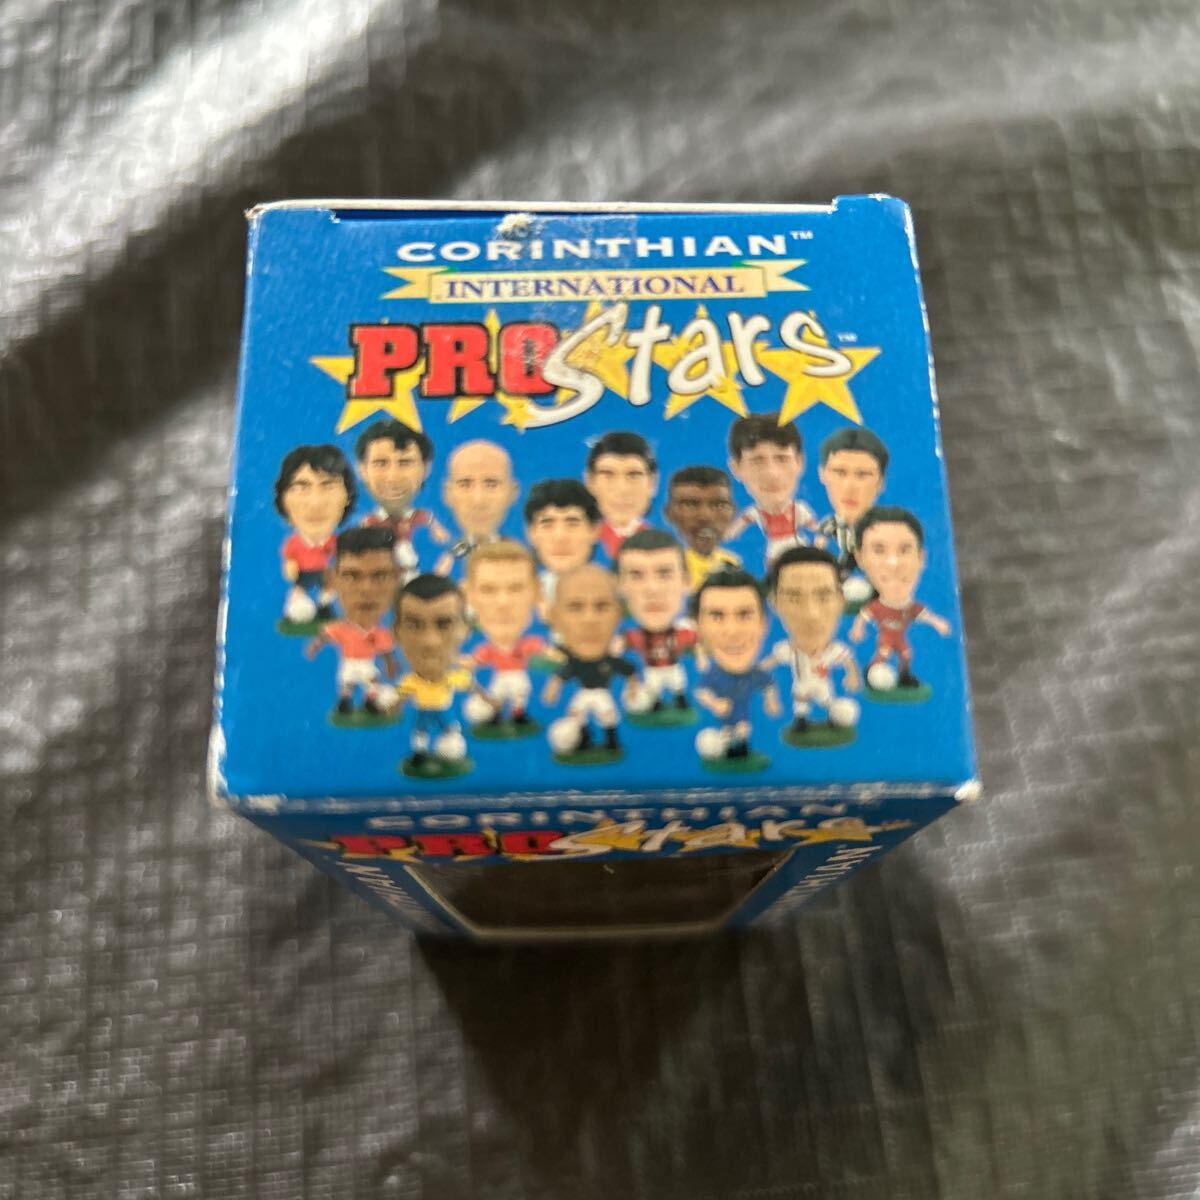 CORINTHIAN™
INTERNATIONAL
PROStars™
CORINTHIAN
PROStars
CORINTHIAN